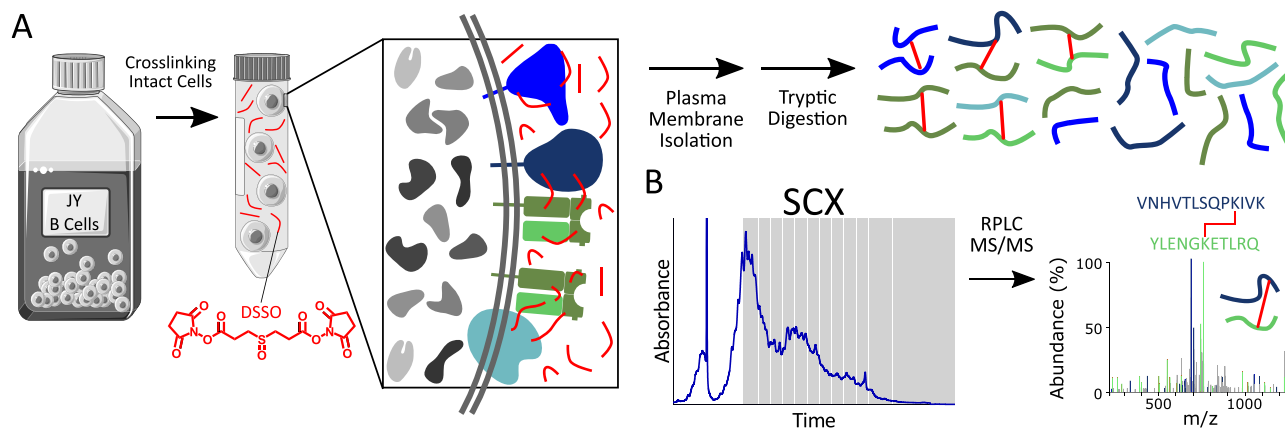 A
Crosslinking
Intact Cells
JY
B Cells
DSSO
O
O
N
O
O
O
S
O
O
O
N
O
O
Plasma
Membrane
Isolation
Tryptic
Digestion
B
SCX
Absorbance
Time
RPLC
MS/MS
VNHVTLSQPKIVK
YLENGKETLRQ
Abundance (%)
100
50
0
500
1000
m/z